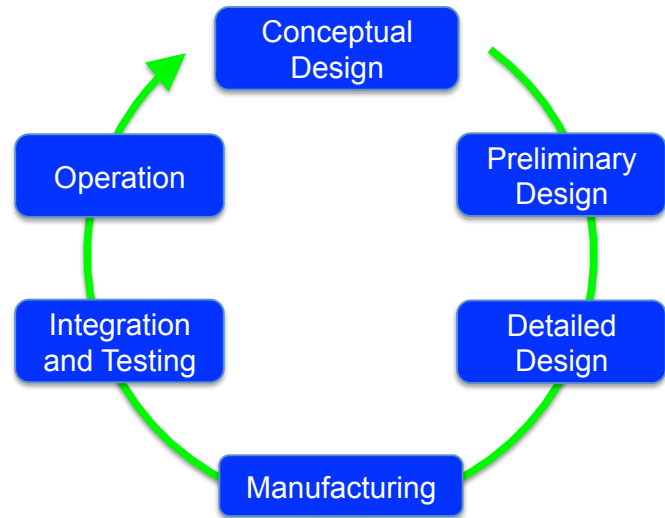 Conceptual
Design
Preliminary
Design
Detailed
Design
Manufacturing
Integration
and Testing
Operation